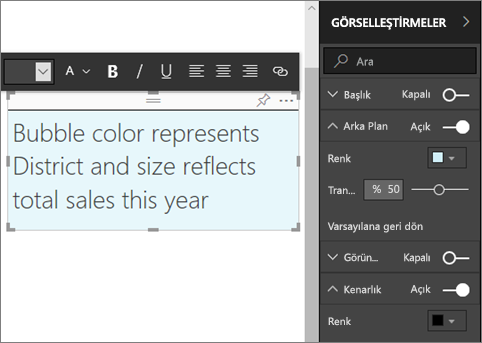 GÖRSELLEŞTİRMELER
Ara
A B I U
Başlık Kapalı
Bubble color represents
District and size reflects
total sales this year
Arka Plan Açık
Renk
Tran... % 50
Varsayılana geri dön
Görün... Kapalı
Kenarlık Açık
Renk